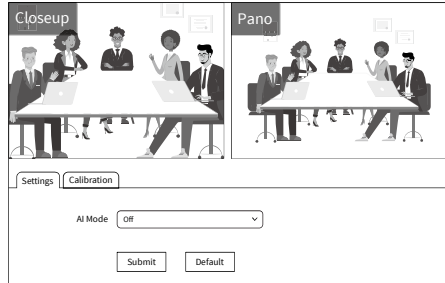 Closeup
Pano
Settings
Calibration
AI Mode
Off
Submit
Default